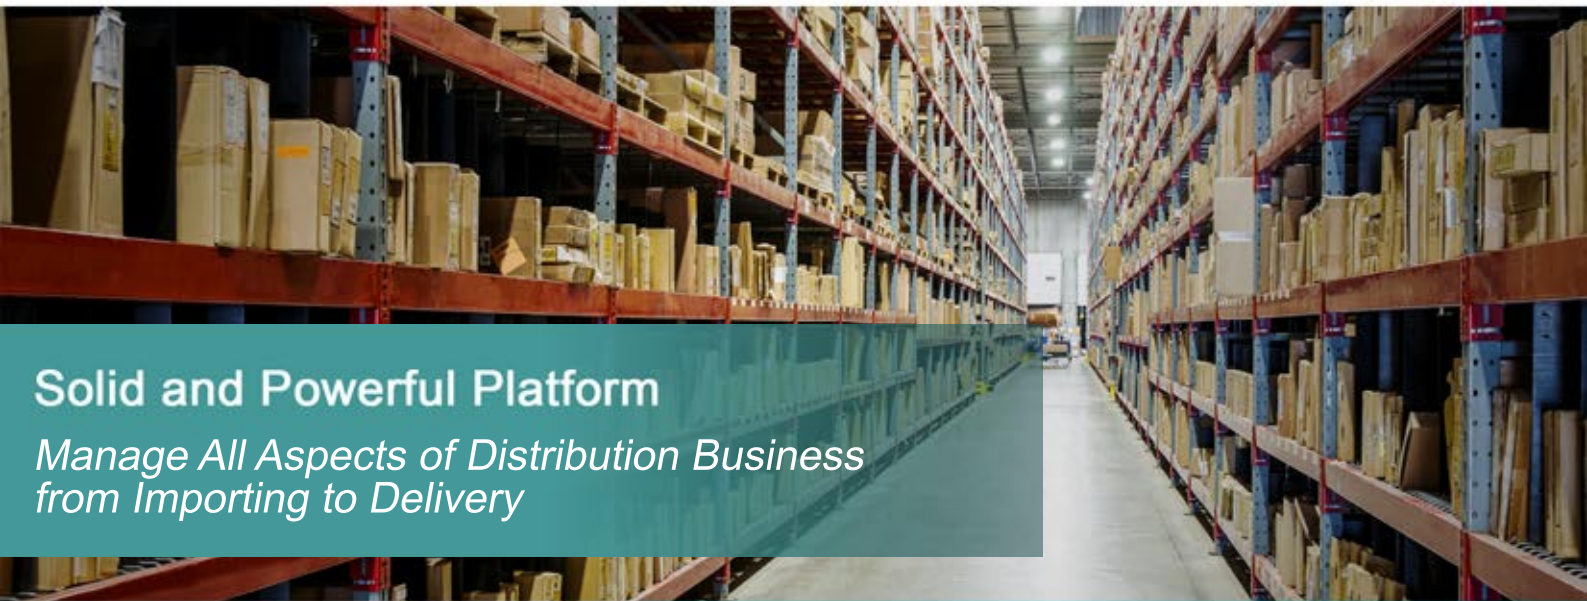 Solid and Powerful Platform
Manage All Aspects of Distribution Business
from Importing to Delivery